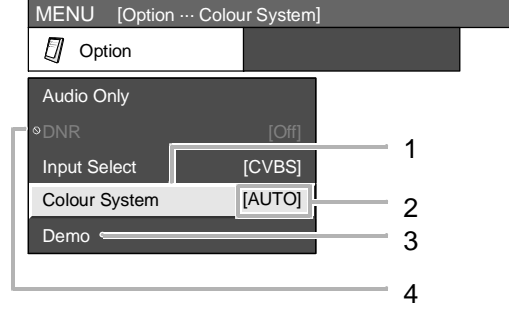 MENU [Option ··· Colour System]
Option
Audio Only
DNR [Off]
1
Input Select [CVBS]
Colour System [AUTO]
2
Demo
3
4